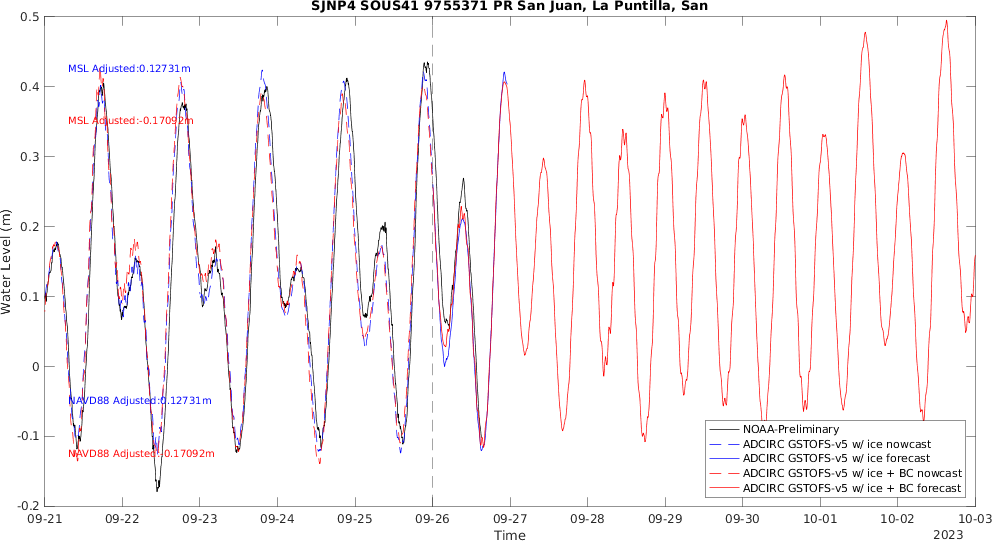 SJNP4 SOUS41 9755371 PR San Juan, La Puntilla, San
0.5
0.4
0.3
0.2
0.1
0
-0.1
-0.2
Water Level (m)
MSL Adjusted:0.12731m
MSL Adjusted:-0.17092m
NAVD88 Adjusted:0.12731m
NAVD88 Adjusted:-0.17092m
NOAA-Preliminary
ADCIRC GSTOFS-v5 w/ ice nowcast
ADCIRC GSTOFS-v5 w/ ice forecast
ADCIRC GSTOFS-v5 w/ ice + BC nowcast
ADCIRC GSTOFS-v5 w/ ice + BC forecast
09-21 09-22 09-23 09-24 09-25 09-26 09-27 09-28 09-29 09-30 10-01 10-02 10-03
Time
2023